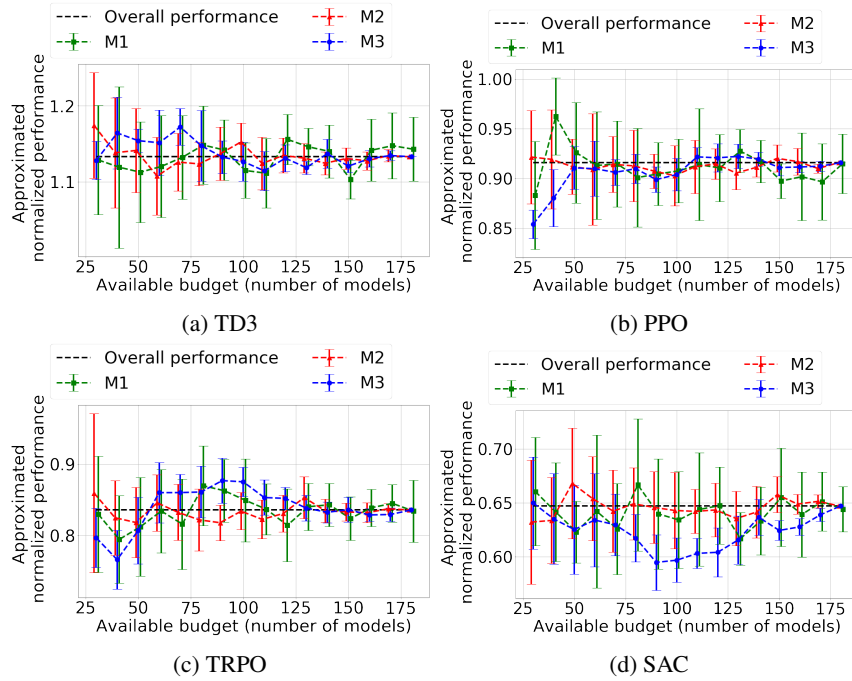 Overall performance
M1
M2
M3
Approximated
normalized performance
1.2
1.1
25 50 75 100 125 150 175
Available budget (number of models)
(a) TD3
Overall performance
M1
M2
M3
Approximated
normalized performance
1.00
0.95
0.90
0.85
25 50 75 100 125 150 175
Available budget (number of models)
(b) PPO
Overall performance
M1
M2
M3
Approximated
normalized performance
0.9
0.8
25 50 75 100 125 150 175
Available budget (number of models)
(c) TRPO
Overall performance
M1
M2
M3
Approximated
normalized performance
0.70
0.65
0.60
25 50 75 100 125 150 175
Available budget (number of models)
(d) SAC